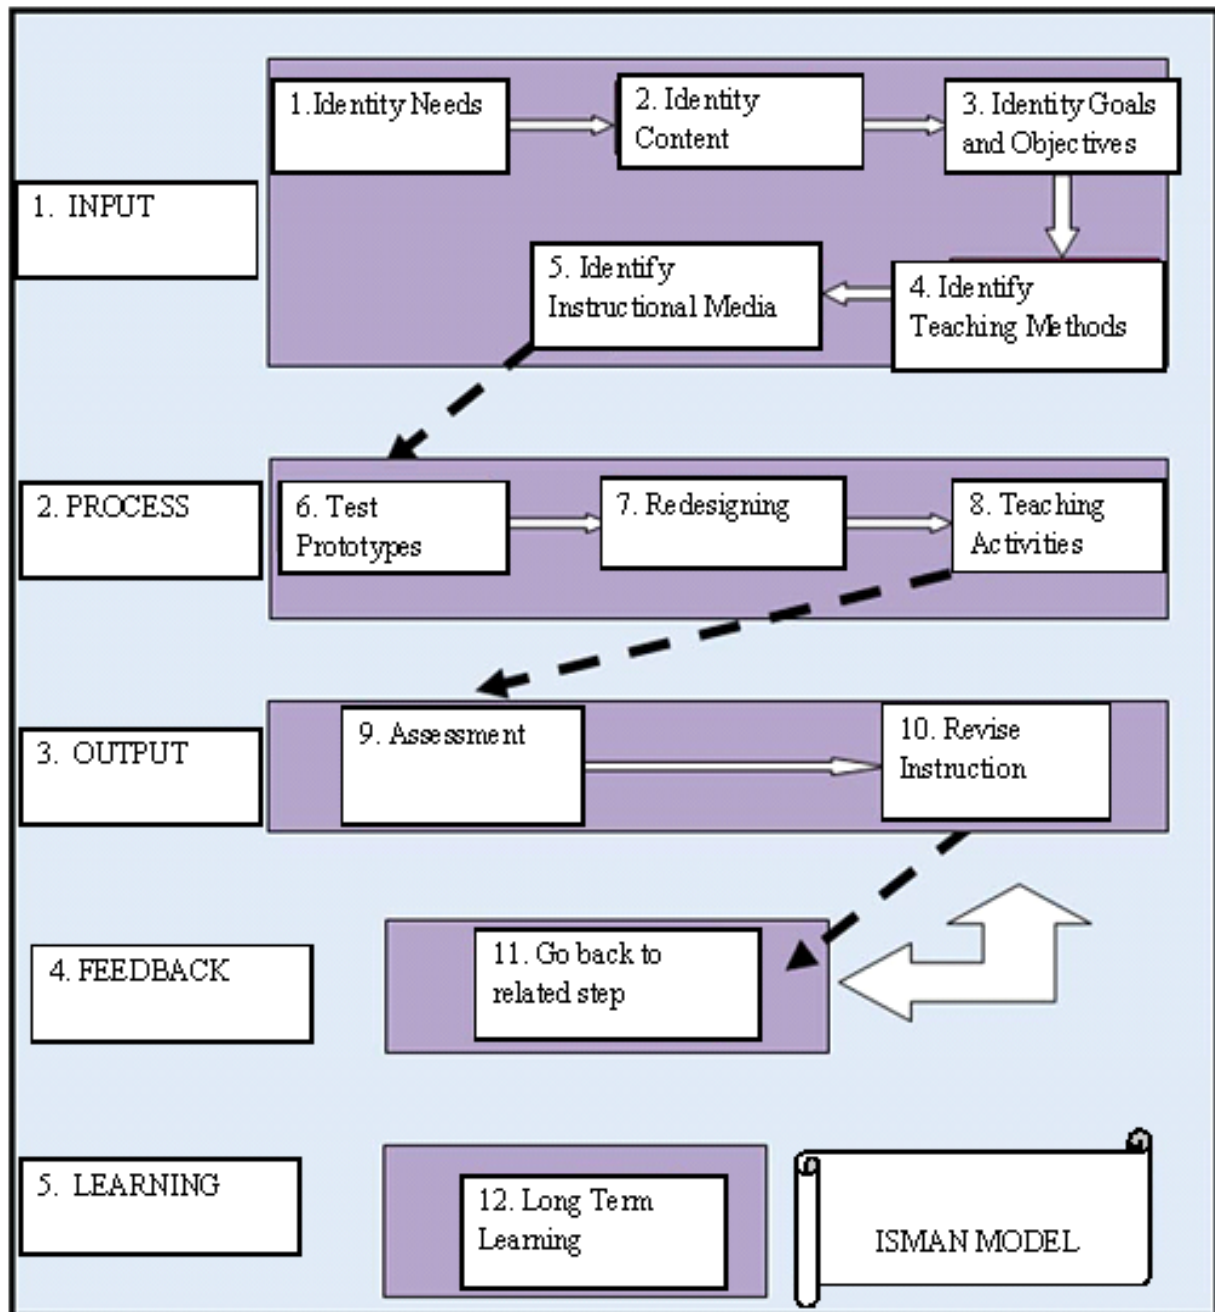 1.Identity Needs
2. Identity
Content
3. Identity Goals
and Objectives
1. INPUT
5. Identify
Instructional Media
4. Identify
Teaching Methods
2. PROCESS
6. Test
Prototypes
7. Redesigning
8. Teaching
Activities
3. OUTPUT
9. Assessment
10. Revise
Instruction
4. FEEDBACK
11. Go back to
related step
5. LEARNING
12. Long Term
Learning
ISMAN MODEL